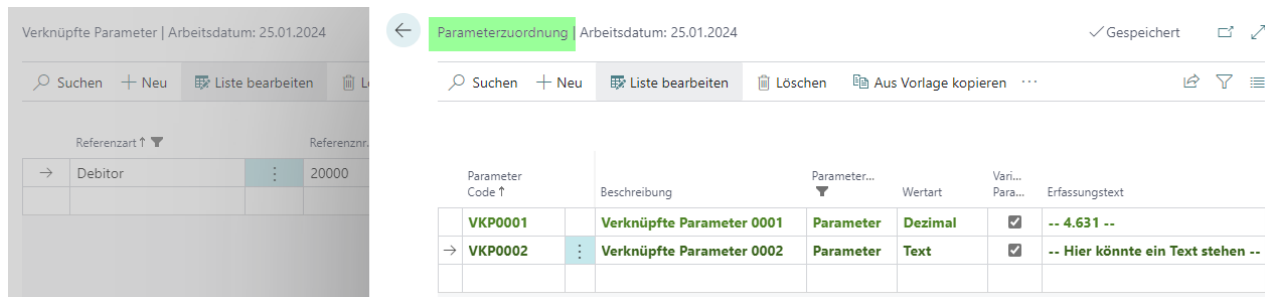 Verknüpfte Parameter | Arbeitsdatum: 25.01.2024
Suchen Neu Liste bearbeiten
Referenzart ↑ Referenznr.
Debitor 20000
Parameterzuordnung | Arbeitsdatum: 25.01.2024 Gespeichert
Suchen Neu Liste bearbeiten Löschen Aus Vorlage kopieren ...
Parameter Code ↑ Beschreibung Parameter... Wertart Vari... Para... Erfassungstext
VKP0001 Verknüpfte Parameter 0001 Parameter Dezimal -- 4.631 --
VKP0002 Verknüpfte Parameter 0002 Parameter Text -- Hier könnte ein Text stehen --